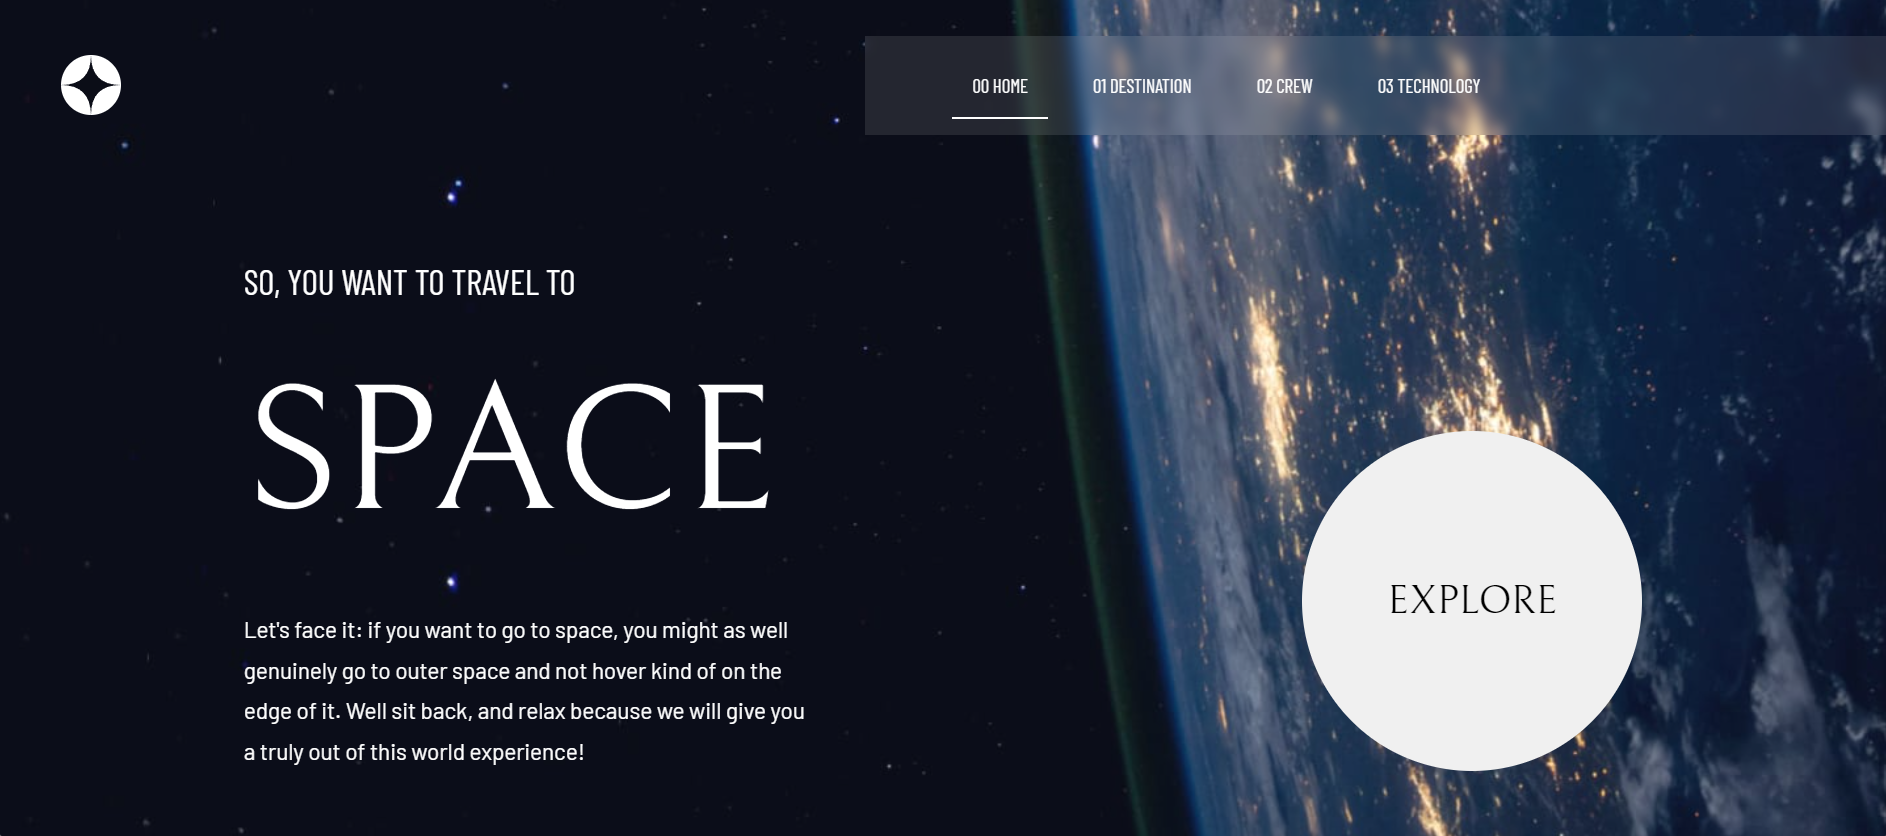 00 HOME 01 DESTINATION 02 CREW 03 TECHNOLOGY
SO, YOU WANT TO TRAVEL TO
SPACE
Let's face it: if you want to go to space, you might as well
genuinely go to outer space and not hover kind of on the
edge of it. Well sit back, and relax because we will give you
a truly out of this world experience!
EXPLORE